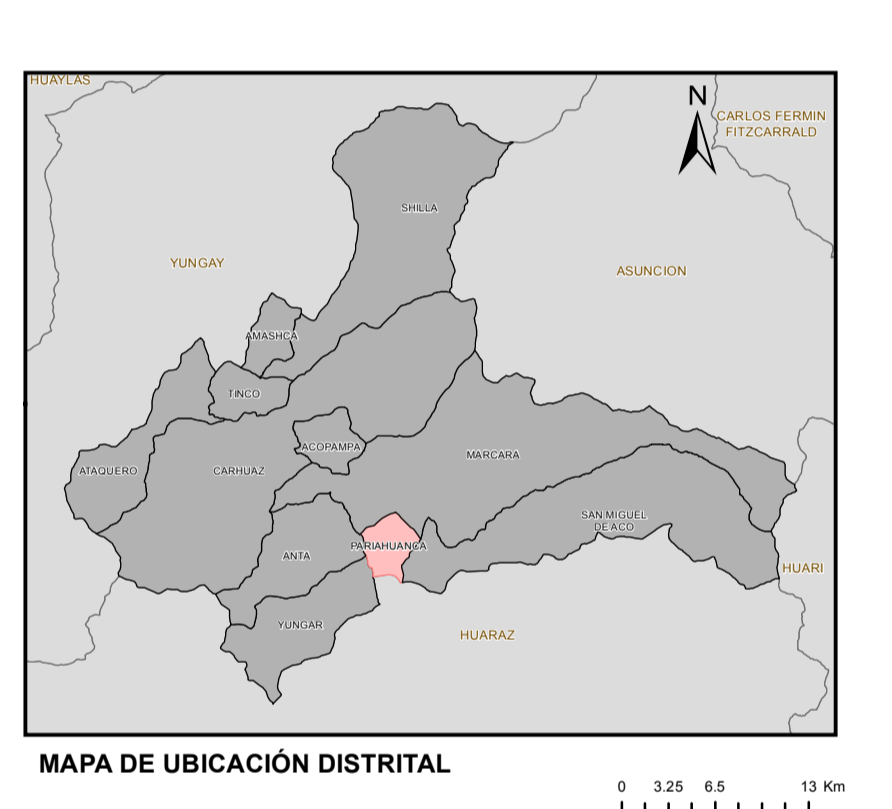 HUAYLAS
N
CARLOS FERMIN
FITZCARRALD
SHILLA
YUNGAY
ASUNCION
AMASHCA
TINCO
ACOPAMPA
MARCARA
ATAQUERO
CARHUAZ
SAN MIGUEL
DE ACO
PARIAHUANCA
ANTA
HUARI
YUNGAR
HUARAZ
MAPA DE UBICACIÓN DISTRITAL
0 3.25 6.5 13 Km